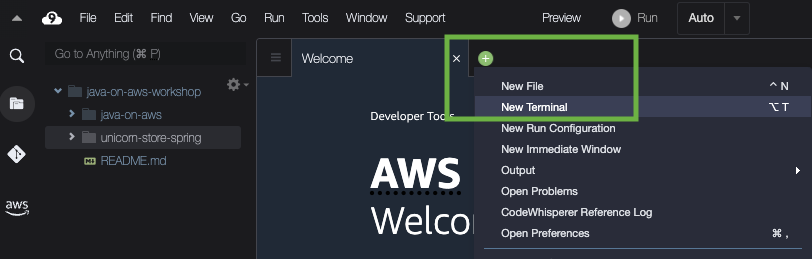 9 File Edit Find View Go Run Tools Window Support Preview Run Auto
Go to Anything (⌘ P)
Welcome
java-on-aws-workshop
java-on-aws
unicorn-store-spring
README.md
aws
Developer Tools
AWS
Welco
New File ^ N
New Terminal ⌥ T
New Run Configuration
New Immediate Window
Output
Open Problems
CodeWhisperer Reference Log
Open Preferences ⌘ ,